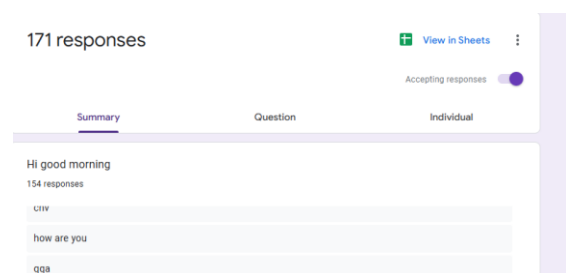 171 responses
View in Sheets
Accepting responses
Summary
Question
Individual
Hi good morning
154 responses
cnv
how are you
gga